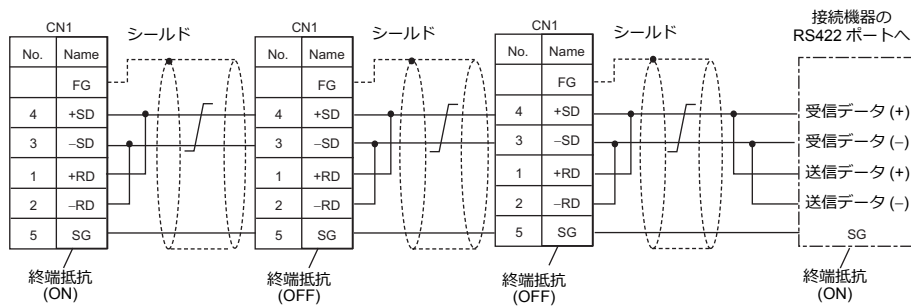 CN1
No. Name
FG
4 +SD
3 −SD
1 +RD
2 −RD
5 SG
終端抵抗
(ON)
シールド
CN1
No. Name
FG
4 +SD
3 −SD
1 +RD
2 −RD
5 SG
終端抵抗
(OFF)
シールド
CN1
No. Name
FG
4 +SD
3 −SD
1 +RD
2 −RD
5 SG
終端抵抗
(OFF)
シールド
接続機器の
RS422 ポートへ
受信データ (+)
受信データ (−)
送信データ (+)
送信データ (−)
SG
終端抵抗
(ON)